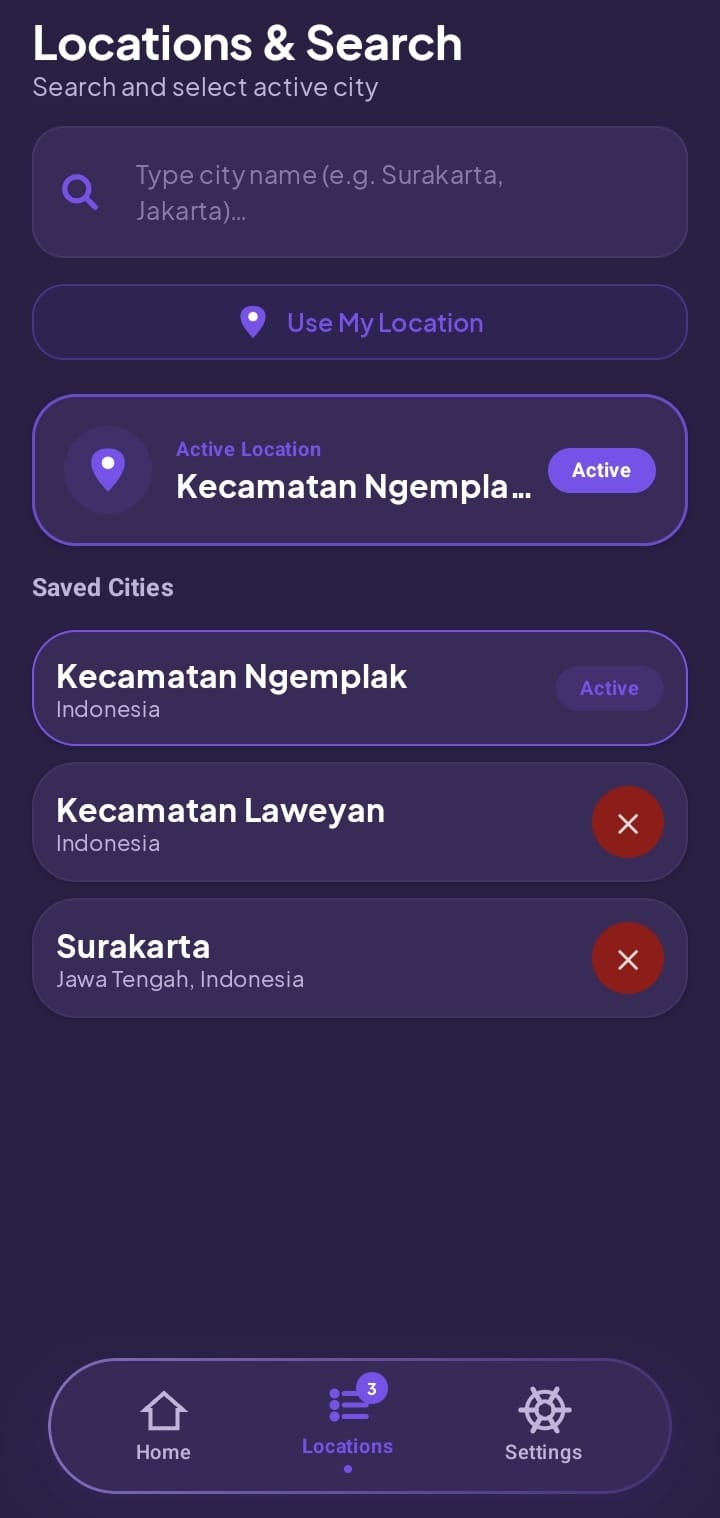 Locations & Search
Search and select active city
Type city name (e.g. Surakarta,
Jakarta)...
Use My Location
Active Location
Kecamatan Ngempla...
Active
Saved Cities
Kecamatan Ngemplak
Indonesia
Active
Kecamatan Laweyan
Indonesia
Surakarta
Jawa Tengah, Indonesia
3
Home
Locations
Settings